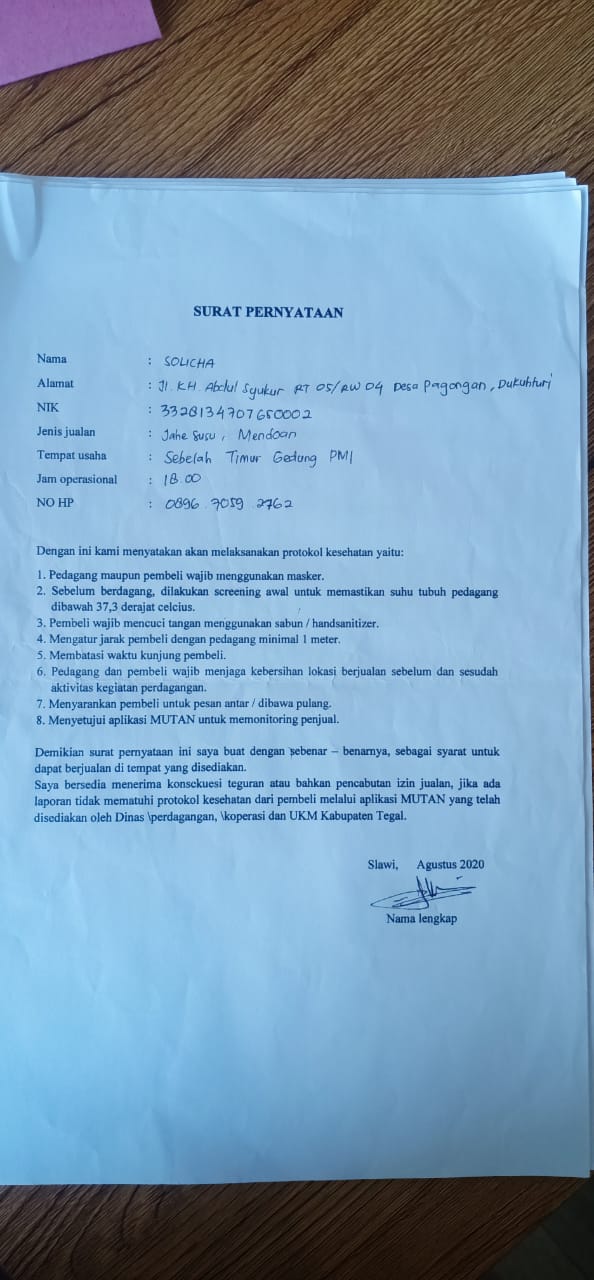 SURAT PERNYATAAN
Nama : SOLICHA
Alamat : Jl. KH. Abdul Syukur RT 05/RW 04 Desa Pagongan, Dukuhturi
NIK : 3328134707650002
Jenis jualan : Jahe Susu, Mendoan
Tempat usaha : Sebelah Timur Gedung PMI
Jam operasional : 18.00
NO HP : 0896 7059 2762
Dengan ini kami menyatakan akan melaksanakan protokol kesehatan yaitu:
1. Pedagang maupun pembeli wajib menggunakan masker.
2. Sebelum berdagang, dilakukan screening awal untuk memastikan suhu tubuh pedagang
dibawah 37,3 derajat celcius.
3. Pembeli wajib mencuci tangan menggunakan sabun / handsanitizer.
4. Mengatur jarak pembeli dengan pedagang minimal 1 meter.
5. Membatasi waktu kunjung pembeli.
6. Pedagang dan pembeli wajib menjaga kebersihan lokasi berjualan sebelum dan sesudah
aktivitas kegiatan perdagangan.
7. Menyarankan pembeli untuk pesan antar / dibawa pulang.
8. Menyetujui aplikasi MUTAN untuk memonitoring penjual.
Demikian surat pernyataan ini saya buat dengan sebenar – benarnya, sebagai syarat untuk
dapat berjualan di tempat yang disediakan.
Saya bersedia menerima konsckuesi teguran atau bahkan pencabutan izin jualan, jika ada
laporan tidak mematuhi protokol kesehatan dari pembeli melalui aplikasi MUTAN yang telah
disediakan oleh Dinas \perdagangan, \koperasi dan UKM Kabupaten Tegal.
Slawi, Agustus 2020
Nama lengkap